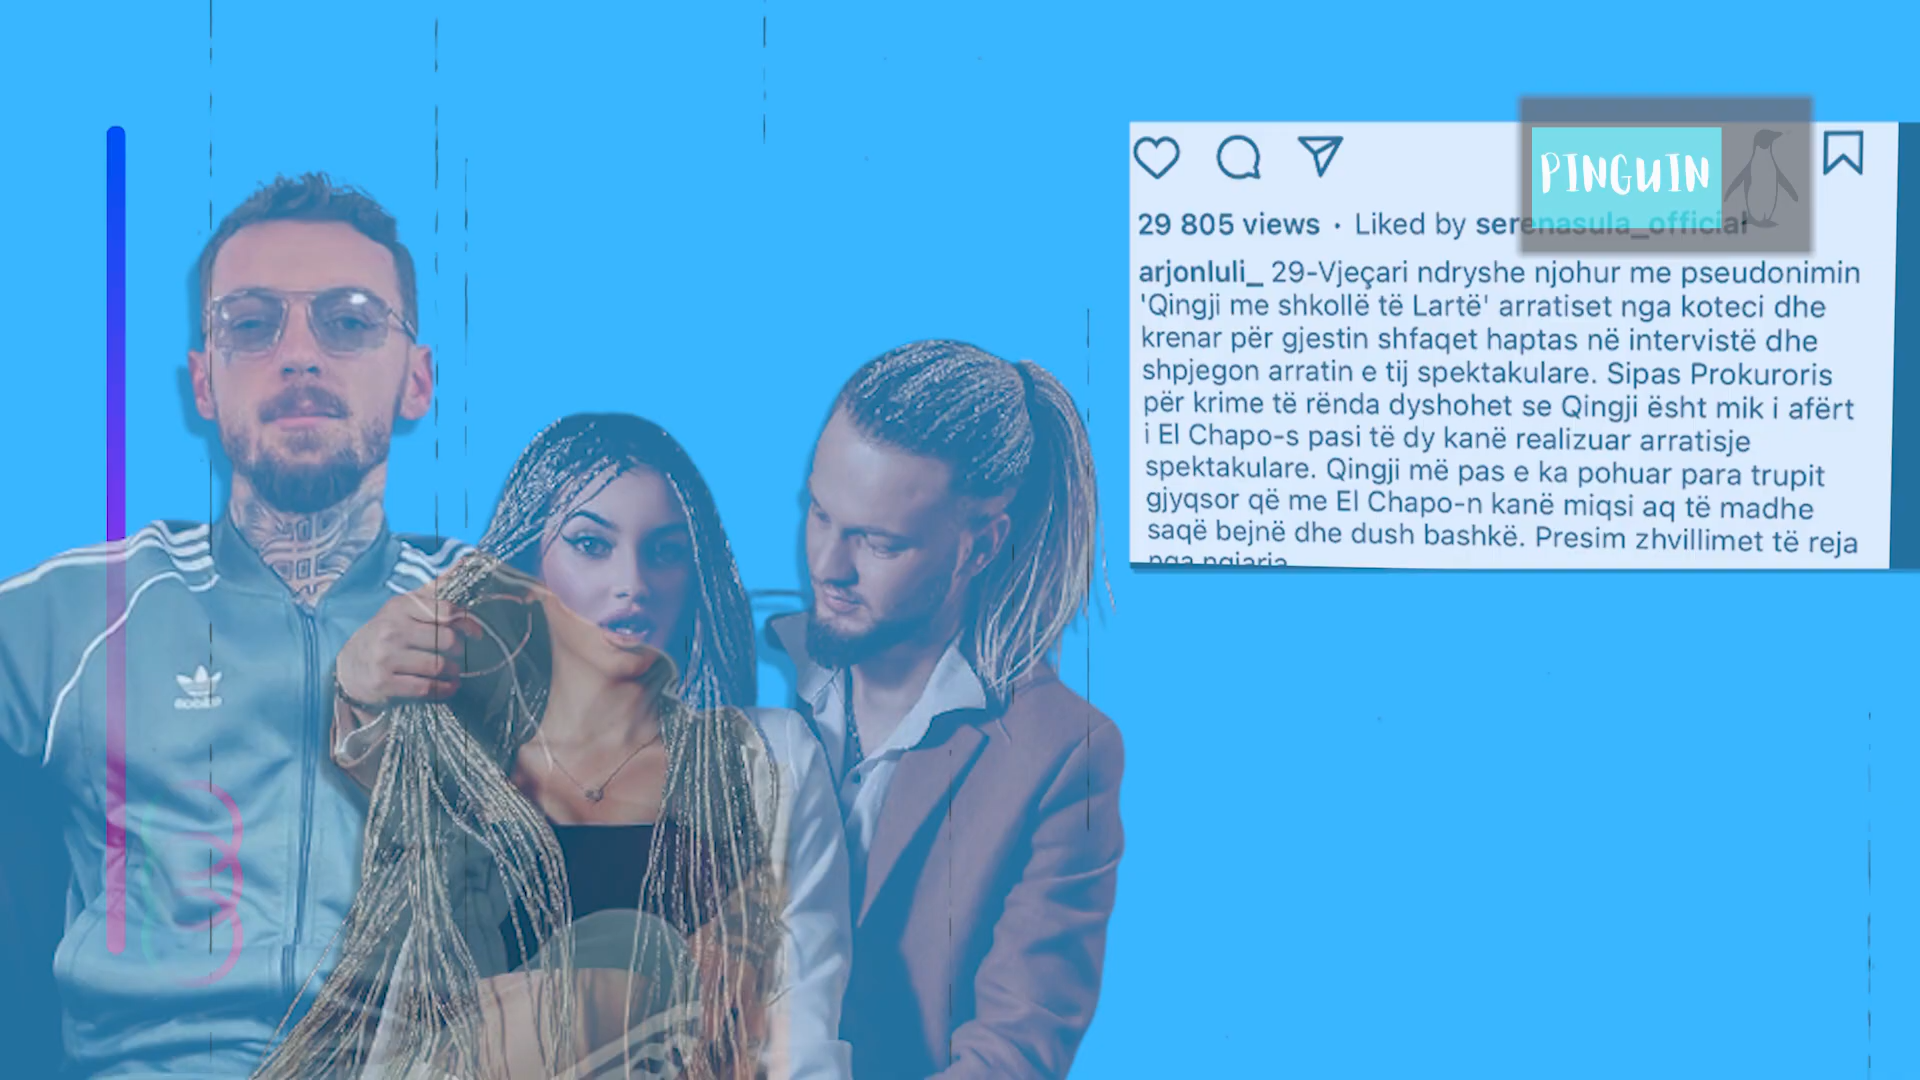 PINGUIN
29 805 views · Liked by serenasula_official
arjonluli_ 29-Vjeçari ndryshe njohur me pseudonimin
'Qingji me shkollë të Lartë' arratiset nga koteci dhe
krenar për gjestin shfaqet haptas në intervistë dhe
shpjegon arratin e tij spektakulare. Sipas Prokuroris
për krime të rënda dyshohet se Qingji ësht mik i afërt
i El Chapo-s pasi të dy kanë realizuar arratisje
spektakulare. Qingji më pas e ka pohuar para trupit
gjyqsor që me El Chapo-n kanë miqsi aq të madhe
saqë bejnë dhe dush bashkë. Presim zhvillimet të reja
nga ngjarja
adidas